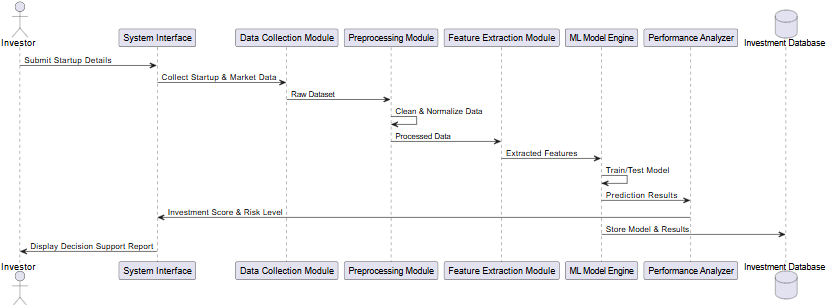 Investor
System Interface
Data Collection Module
Preprocessing Module
Feature Extraction Module
ML Model Engine
Performance Analyzer
Investment Database
Submit Startup Details
Collect Startup & Market Data
Raw Dataset
Clean & Normalize Data
Processed Data
Extracted Features
Train/Test Model
Prediction Results
Investment Score & Risk Level
Store Model & Results
Display Decision Support Report
Investor
System Interface
Data Collection Module
Preprocessing Module
Feature Extraction Module
ML Model Engine
Performance Analyzer
Investment Database